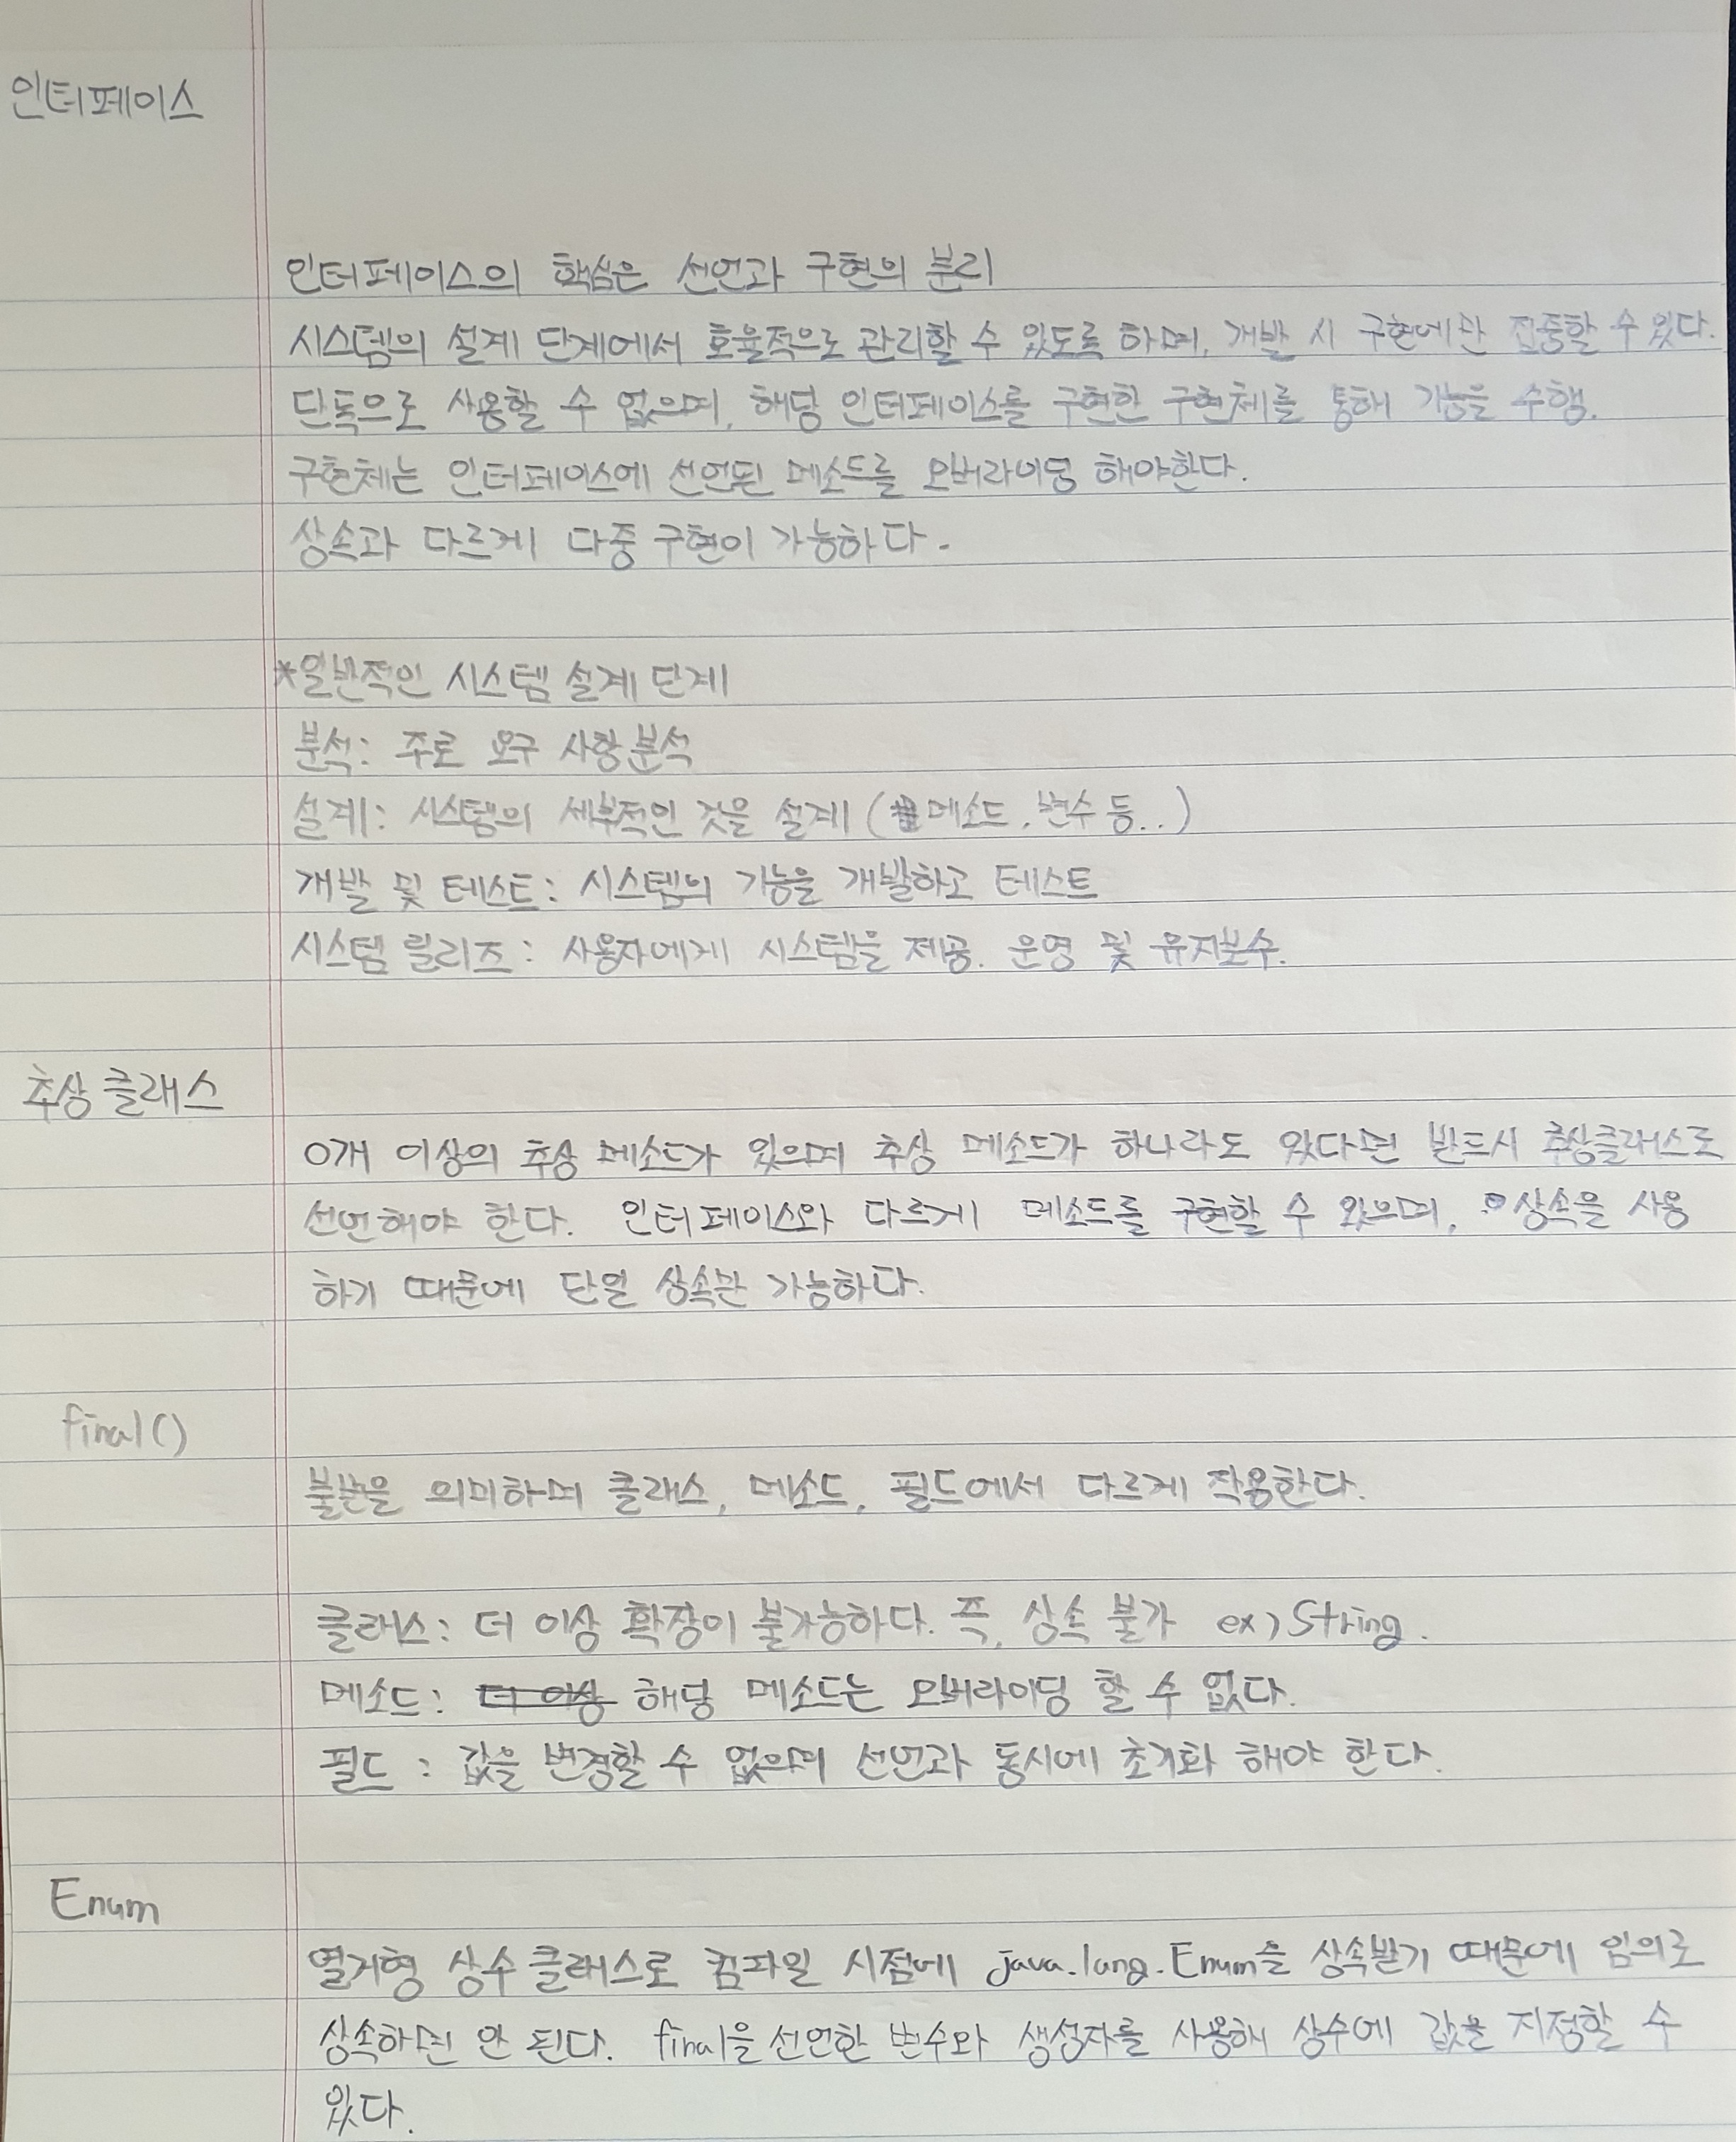 인터페이스
인터페이스의 핵심은 선언과 구현의 분리
시스템의 설계 단계에서 효율적으로 관리할 수 있도록 하며, 개발 시 구현에만 집중할 수 있다.
단독으로 사용할 수 없으며, 해당 인터페이스를 구현한 구현체를 통해 기능을 수행.
구현체는 인터페이스에 선언된 메소드를 오버라이딩 해야한다.
상속과 다르게 다중 구현이 가능하다.
*일반적인 시스템 설계 단계
분석: 주로 요구 사항 분석
설계: 시스템의 세부적인 것을 설계 (메소드, 변수 등..)
개발 및 테스트: 시스템의 기능을 개발하고 테스트
시스템 릴리즈: 사용자에게 시스템을 제공. 운영 및 유지보수.
추상 클래스
0개 이상의 추상 메소드가 있으며 추상 메소드가 하나라도 있다면 반드시 추상클래스로
선언해야 한다. 인터페이스와 다르게 메소드를 구현할 수 있으며, 상속을 사용
하기 때문에 단일 상속만 가능하다.
final()
불변을 의미하며 클래스, 메소드, 필드에서 다르게 작용한다.
클래스: 더 이상 확장이 불가능하다. 즉, 상속 불가 ex) String.
메소드: 더 이상 해당 메소드는 오버라이딩 할 수 없다.
필드: 값을 변경할 수 없으며 선언과 동시에 초기화 해야 한다.
Enum
열거형 상수 클래스로 컴파일 시점에 java.lang.Enum을 상속받기 때문에 임의로
상속하면 안 된다. final을 선언한 변수와 생성자를 사용해 상수에 값을 지정할 수
있다.